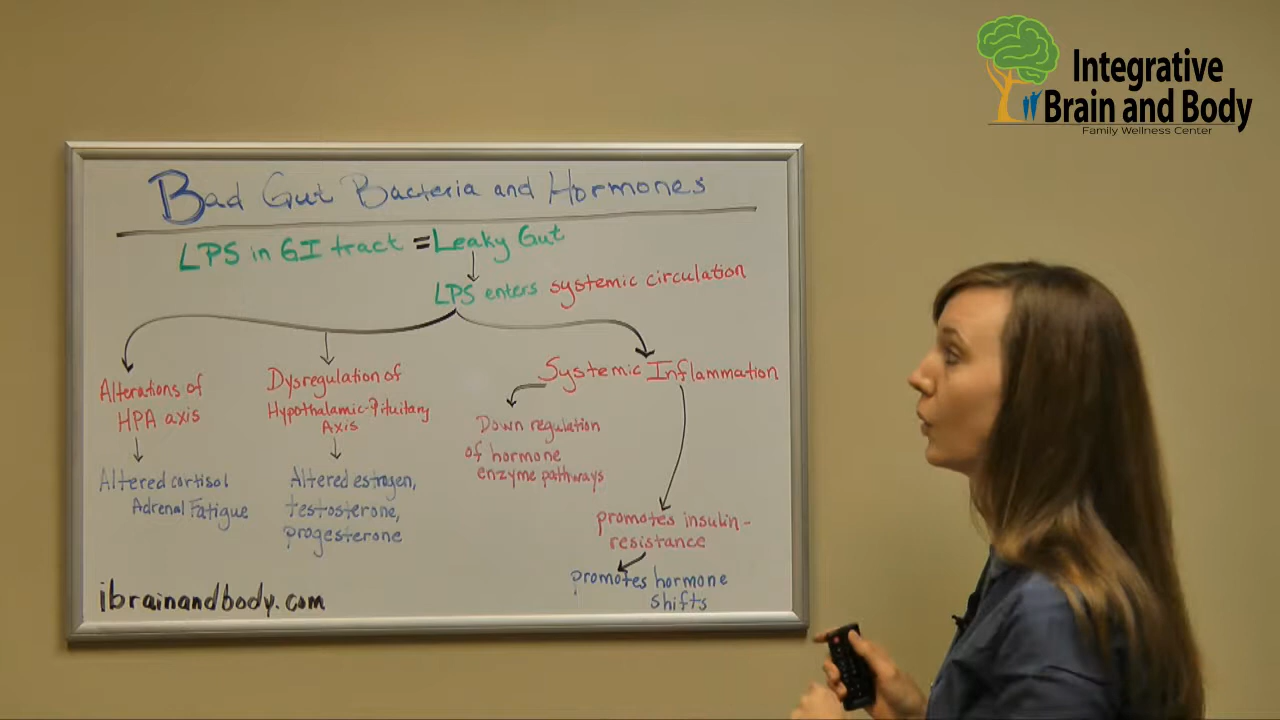 Integrative
Brain and Body
Family Wellness Center
Bad Gut Bacteria and Hormones
LPS in GI tract = Leaky Gut
LPS enters systemic circulation
Alterations of
HPA axis
Altered cortisol
Adrenal Fatigue
Dysregulation of
Hypothalamic-Pituitary
Axis
Altered estrogen,
testosterone,
progesterone
Systemic Inflammation
Down regulation
of hormone
enzyme pathways
promotes insulin-
resistance
promotes hormone
shifts
ibrainandbody.com